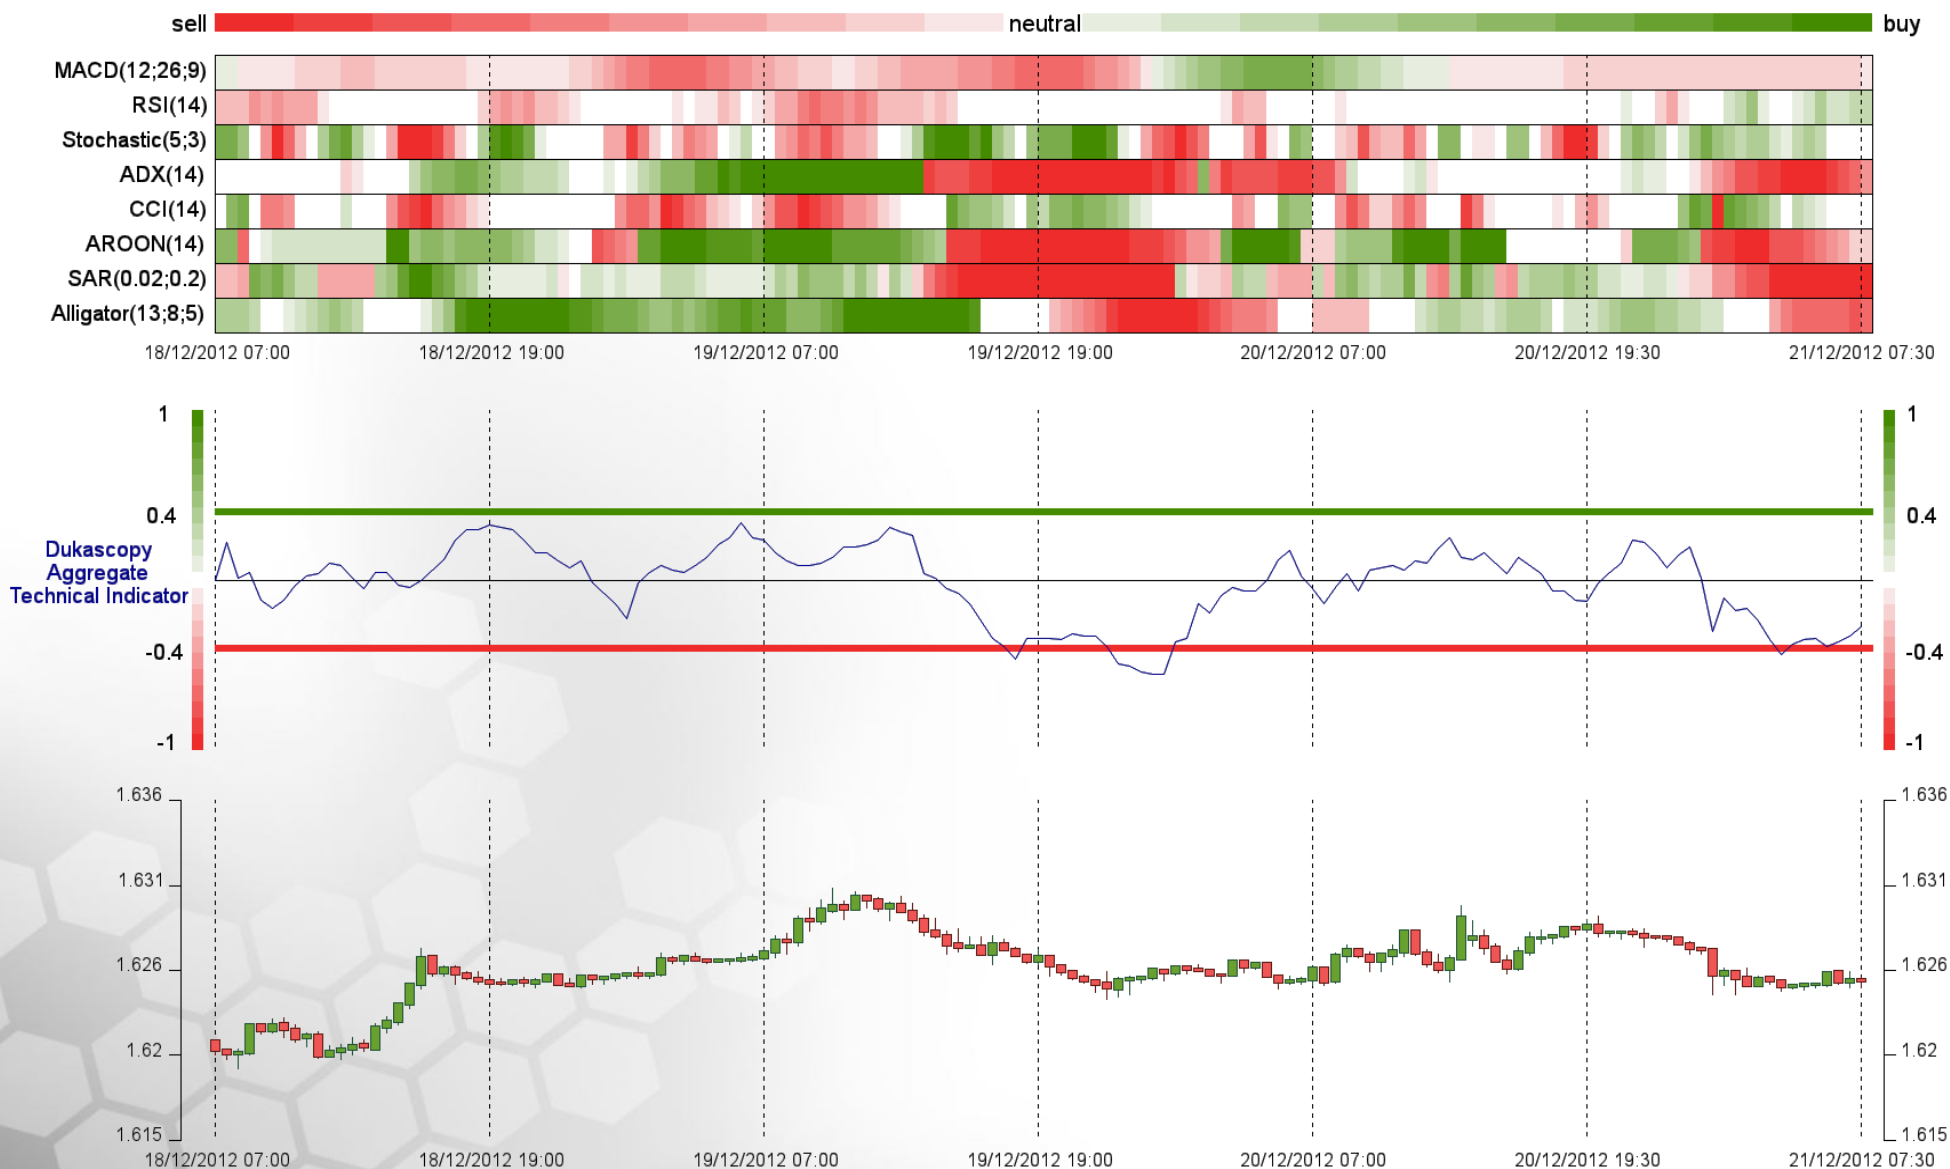 sell neutral buy
MACD(12;26;9)
RSI(14)
Stochastic(5;3)
ADX(14)
CCI(14)
AROON(14)
SAR(0.02;0.2)
Alligator(13;8;5)
18/12/2012 07:00 18/12/2012 19:00 19/12/2012 07:00 19/12/2012 19:00 20/12/2012 07:00 20/12/2012 19:30 21/12/2012 07:30
1 1
0.4 0.4
Dukascopy
Aggregate
Technical Indicator
-0.4 -0.4
-1 -1
1.636 1.636
1.631 1.631
1.626 1.626
1.62 1.62
1.615 1.615
18/12/2012 07:00 18/12/2012 19:00 19/12/2012 07:00 19/12/2012 19:00 20/12/2012 07:00 20/12/2012 19:30 21/12/2012 07:30